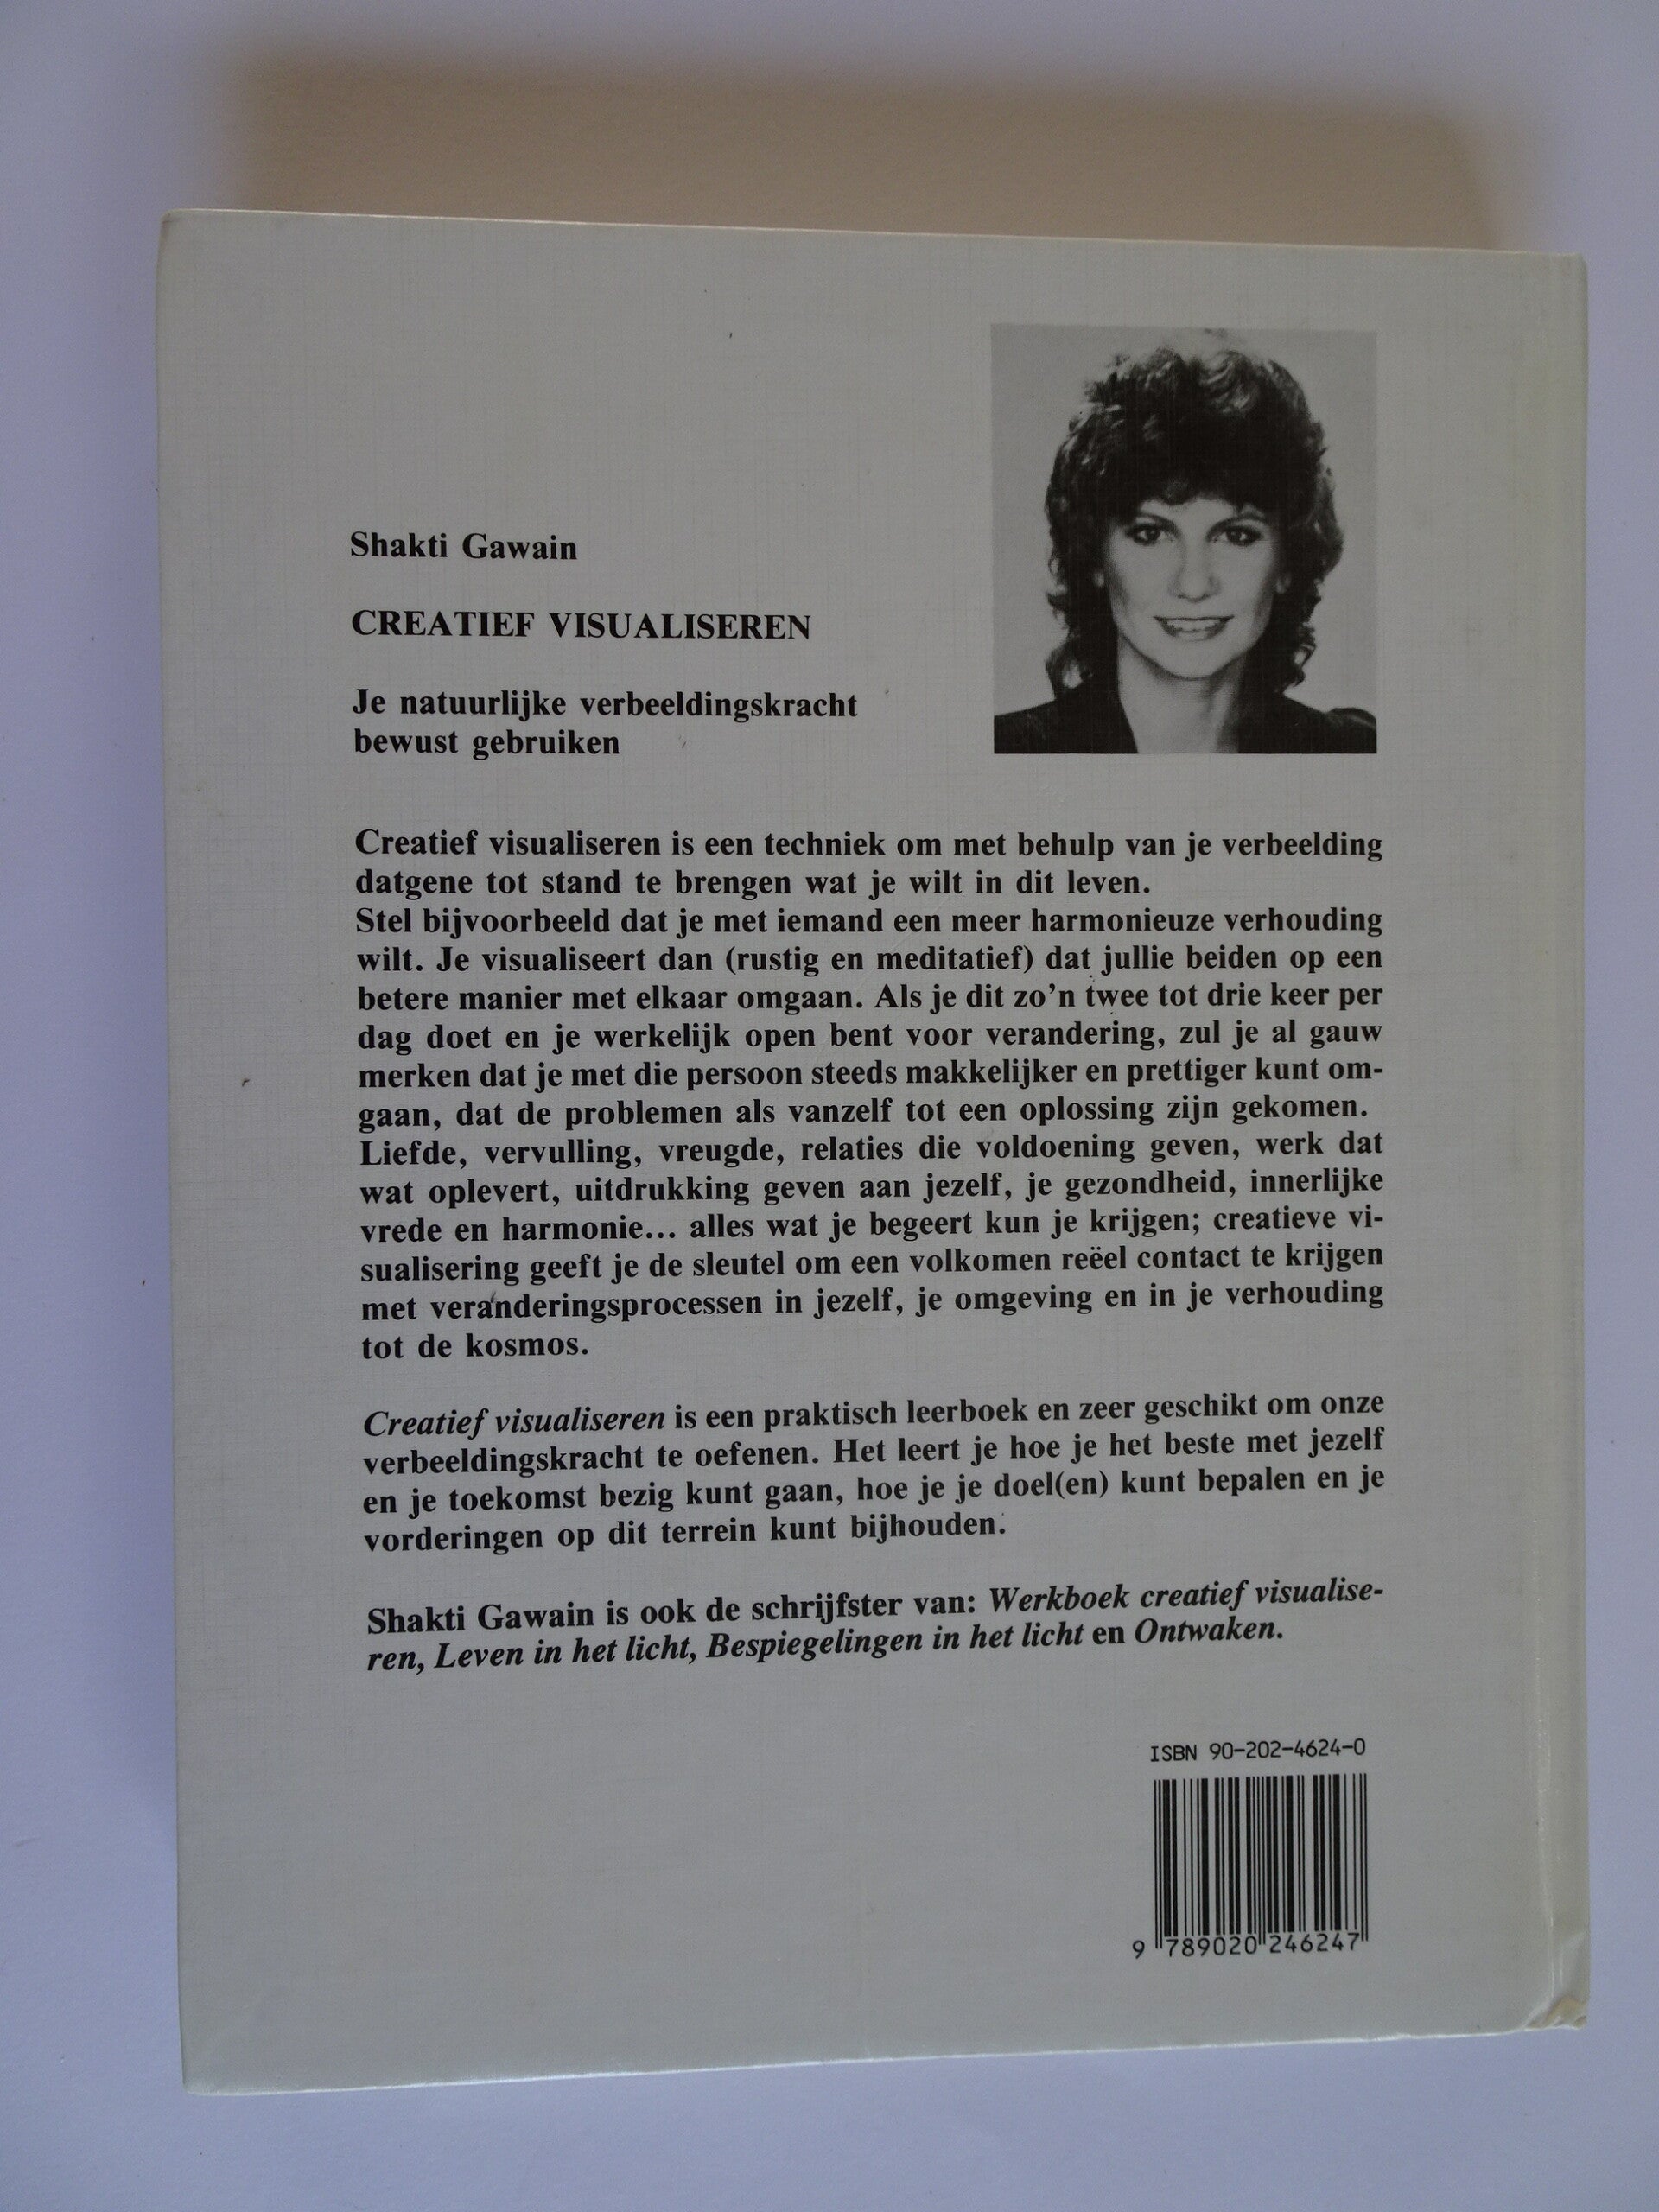 Shakti Gawain
CREATIEF VISUALISEREN
Je natuurlijke verbeeldingskracht
bewust gebruiken
Creatief visualiseren is een techniek om met behulp van je verbeelding
datgene tot stand te brengen wat je wilt in dit leven.
Stel bijvoorbeeld dat je met iemand een meer harmonieuze verhouding
wilt. Je visualiseert dan (rustig en meditatief) dat jullie beiden op een
betere manier met elkaar omgaan. Als je dit zo'n twee tot drie keer per
dag doet en je werkelijk open bent voor verandering, zul je al gauw
merken dat je met die persoon steeds makkelijker en prettiger kunt om-
gaan, dat de problemen als vanzelf tot een oplossing zijn gekomen.
Liefde, vervulling, vreugde, relaties die voldoening geven, werk dat
wat oplevert, uitdrukking geven aan jezelf, je gezondheid, innerlijke
vrede en harmonie... alles wat je begeert kun je krijgen; creatieve vi-
sualisering geeft je de sleutel om een volkomen reëel contact te krijgen
met veranderingsprocessen in jezelf, je omgeving en in je verhouding
tot de kosmos.
Creatief visualiseren is een praktisch leerboek en zeer geschikt om onze
verbeeldingskracht te oefenen. Het leert je hoe je het beste met jezelf
en je toekomst bezig kunt gaan, hoe je je doel(en) kunt bepalen en je
vorderingen op dit terrein kunt bijhouden.
Shakti Gawain is ook de schrijfster van: Werkboek creatief visualise-
ren, Leven in het licht, Bespiegelingen in het licht en Ontwaken.
ISBN 90-202-4624-0
9 789020 246247